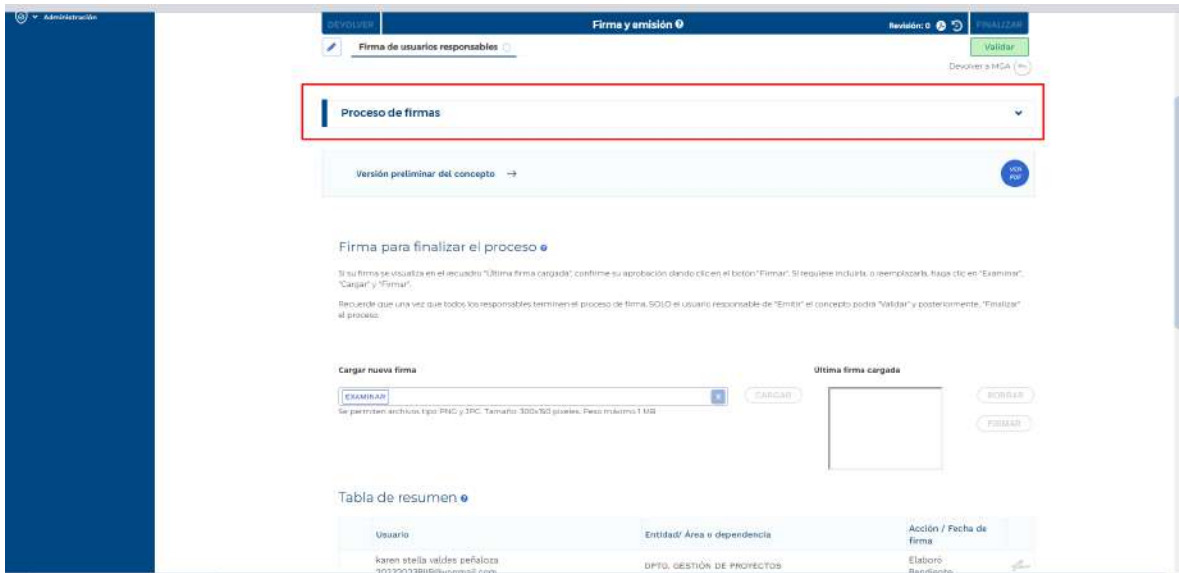 Administración
DEVOLVER
Firma y emisión
Revisión: 0
FINALIZAR
Firma de usuarios responsables
Validar
Devolver a MGA
Proceso de firmas
Versión preliminar del concepto →
VER
PDF
Firma para finalizar el proceso
Si su firma se visualiza en el recuadro "Última firma cargada", confirme su aprobación dando clic en el botón "Firmar". Si requiere incluirla, o reemplazarla, haga clic en "Examinar",
"Cargar" y "Firmar".
Recuerde que una vez que todos los responsables terminen el proceso de firma, SOLO el usuario responsable de "Emitir" el concepto podrá "Validar" y posteriormente, "Finalizar"
el proceso.
Cargar nueva firma
Última firma cargada
EXAMINAR
x
CARGAR
BORRAR
Se permiten archivos tipo PNG y JPG. Tamaño: 300x160 píxeles. Peso máximo 1 MB
FIRMAR
Tabla de resumen
Usuario
Entidad/ Área o dependencia
Acción / Fecha de
firma
karen stella valdes peñaloza
DPTO. GESTIÓN DE PROYECTOS
Elaboró
Pendiente